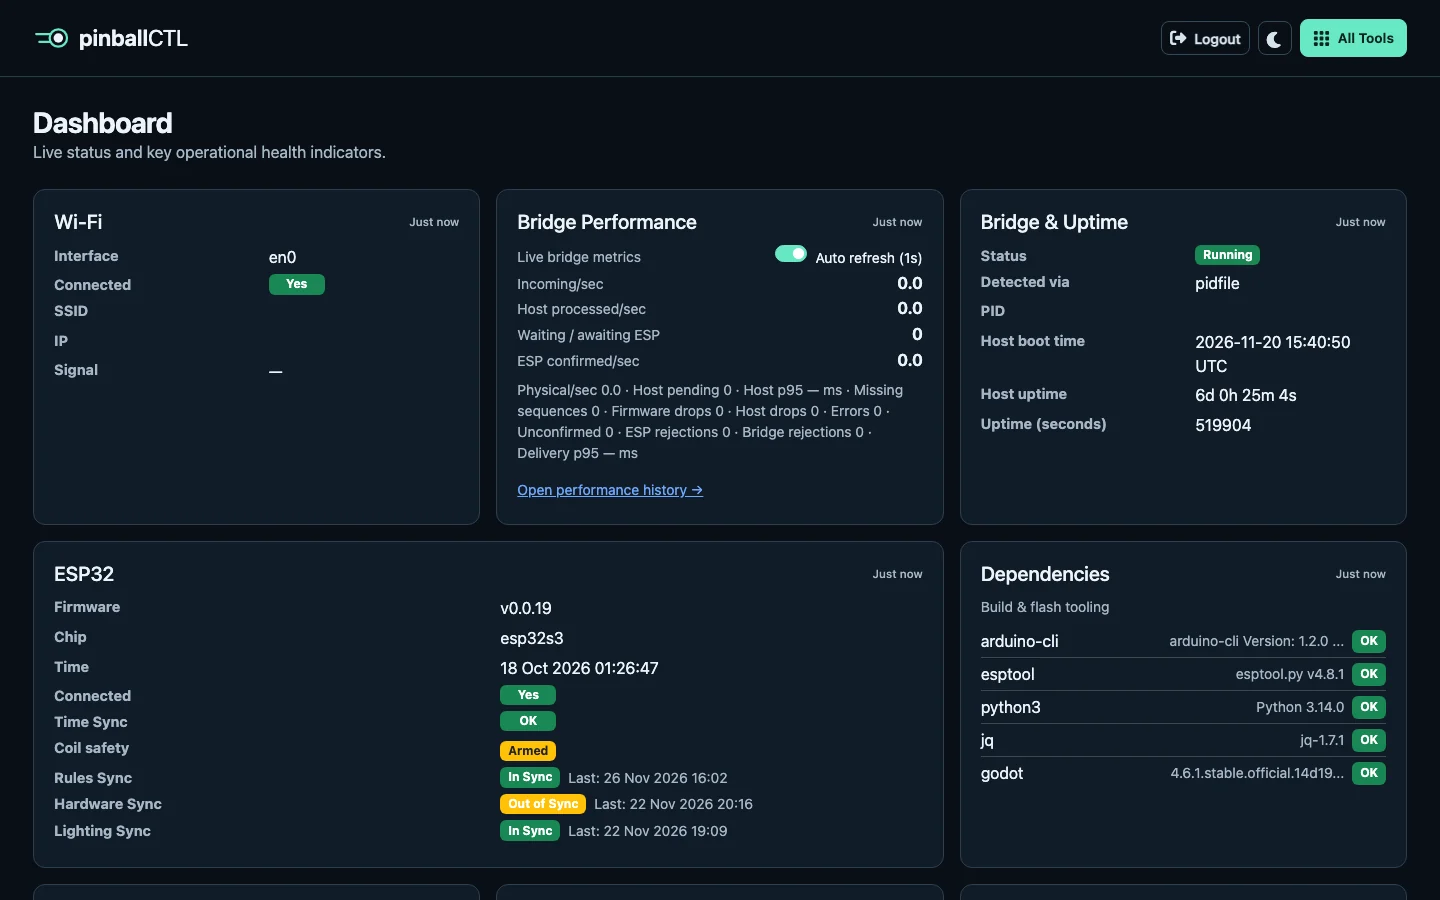 pinballCTL
Logout
All Tools
Dashboard
Live status and key operational health indicators.
Wi-Fi
Just now
Interface
en0
Connected
Yes
SSID
IP
Signal
—
Bridge Performance
Just now
Live bridge metrics
Auto refresh (1s)
Incoming/sec
0.0
Host processed/sec
0.0
Waiting / awaiting ESP
0
ESP confirmed/sec
0.0
Physical/sec 0.0 · Host pending 0 · Host p95 — ms · Missing
sequences 0 · Firmware drops 0 · Host drops 0 · Errors 0 ·
Unconfirmed 0 · ESP rejections 0 · Bridge rejections 0 ·
Delivery p95 — ms
Open performance history →
Bridge & Uptime
Just now
Status
Running
Detected via
pidfile
PID
Host boot time
2026-11-20 15:40:50
UTC
Host uptime
6d 0h 25m 4s
Uptime (seconds)
519904
ESP32
Just now
Firmware
v0.0.19
Chip
esp32s3
Time
18 Oct 2026 01:26:47
Connected
Yes
Time Sync
OK
Coil safety
Armed
Rules Sync
In Sync Last: 26 Nov 2026 16:02
Hardware Sync
Out of Sync Last: 22 Nov 2026 20:16
Lighting Sync
In Sync Last: 22 Nov 2026 19:09
Dependencies
Just now
Build & flash tooling
arduino-cli
arduino-cli Version: 1.2.0 ...
OK
esptool
esptool.py v4.8.1
OK
python3
Python 3.14.0
OK
jq
jq-1.7.1
OK
godot
4.6.1.stable.official.14d19...
OK